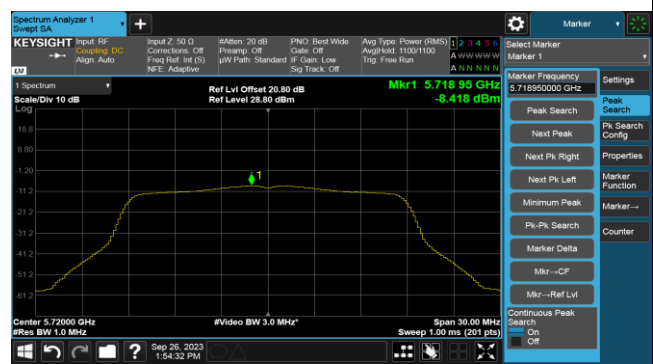 Spectrum Analyzer 1
Swept SA
Marker
KEYSIGHT
Input: RF
Coupling: DC
Align: Auto
Input Z: 50 Ω
Corrections: Off
Freq Ref: Int (S)
NFE: Adaptive
#Atten: 20 dB
Preamp: Off
µW Path: Standard
PNO: Best Wide
Gate: Off
IF Gain: Low
Sig Track: Off
Avg Type: Power (RMS)
Avg|Hold: 1100/1100
Trig: Free Run
1 2 3 4 5 6
A W W W W W
A N N N N N
LXI
Select Marker
Marker 1
1 Spectrum
Scale/Div 10 dB
Ref Lvl Offset 20.80 dB
Ref Level 28.80 dBm
Mkr1 5.718 95 GHz
-8.418 dBm
Log
18.8
8.80
-1.20
-11.2
-21.2
-31.2
-41.2
-51.2
-61.2
1
Center 5.72000 GHz
#Res BW 1.0 MHz
#Video BW 3.0 MHz*
Span 30.00 MHz
Sweep 1.00 ms (201 pts)
Marker Frequency
5.718950000 GHz
Peak Search
Next Peak
Next Pk Right
Next Pk Left
Minimum Peak
Pk-Pk Search
Marker Delta
Mkr→CF
Mkr→Ref Lvl
Continuous Peak
Search
On
Off
Settings
Peak
Search
Pk Search
Config
Properties
Marker
Function
Marker→
Counter
?
Sep 26, 2023
1:54:32 PM